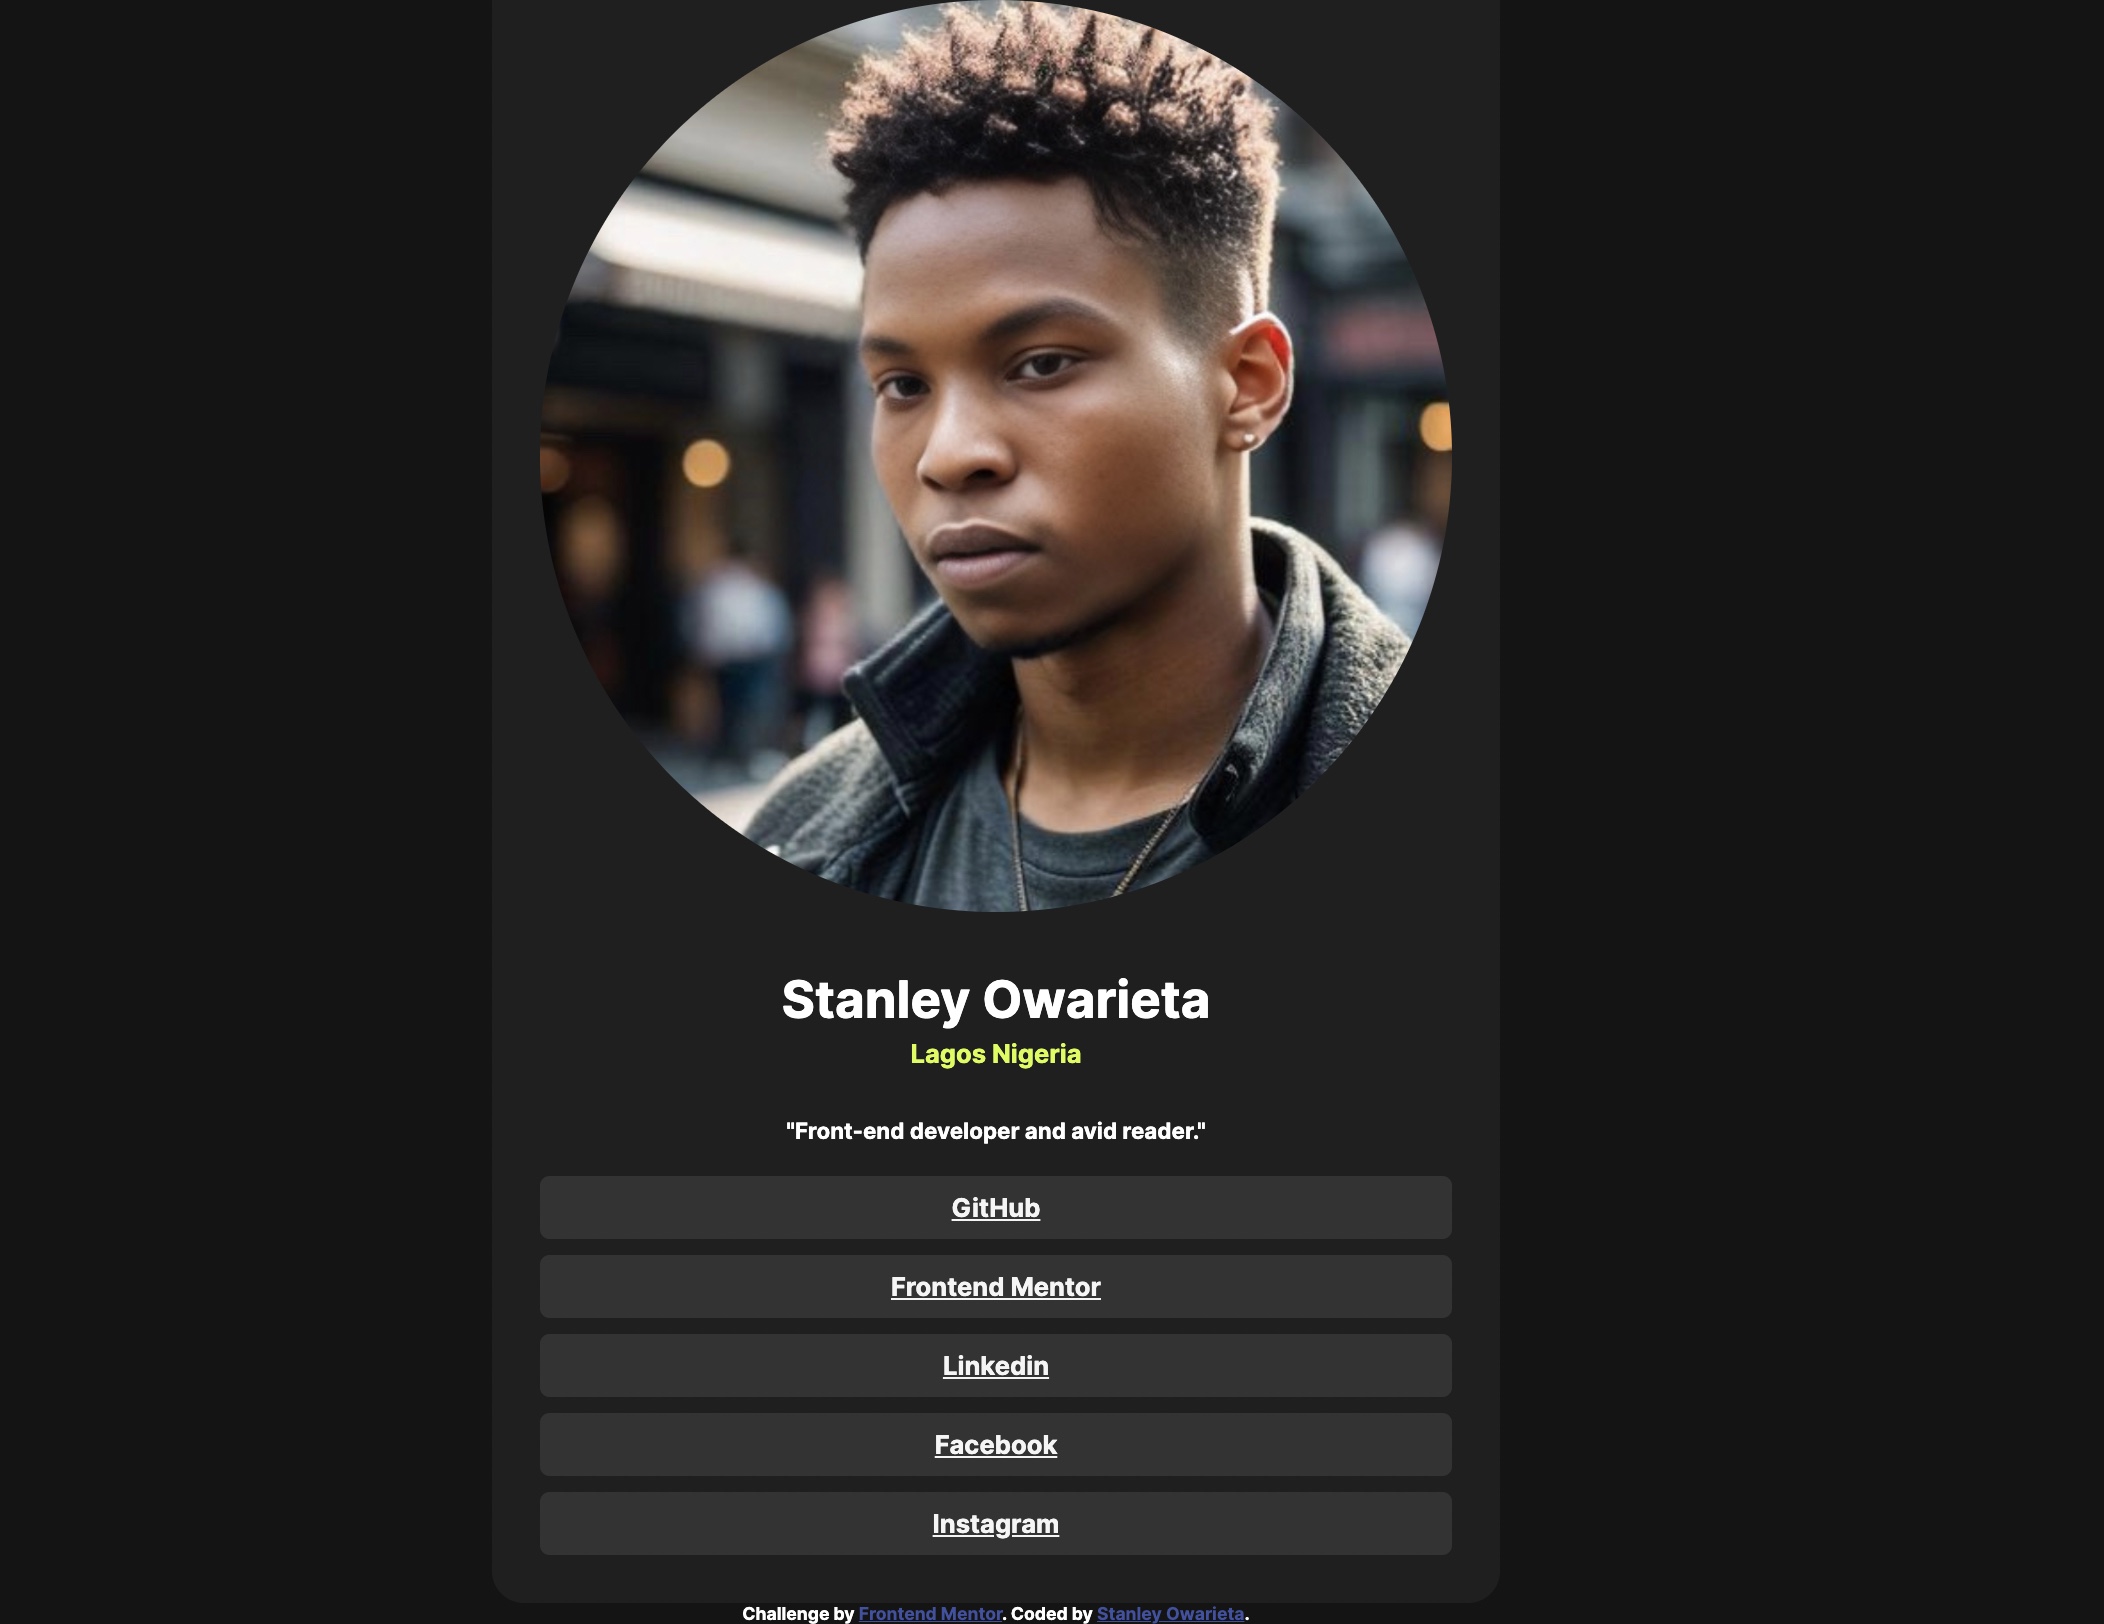 Stanley Owarieta
Lagos Nigeria
"Front-end developer and avid reader."
GitHub
Frontend Mentor
Linkedin
Facebook
Instagram
Challenge by Frontend Mentor. Coded by Stanley Owarieta.